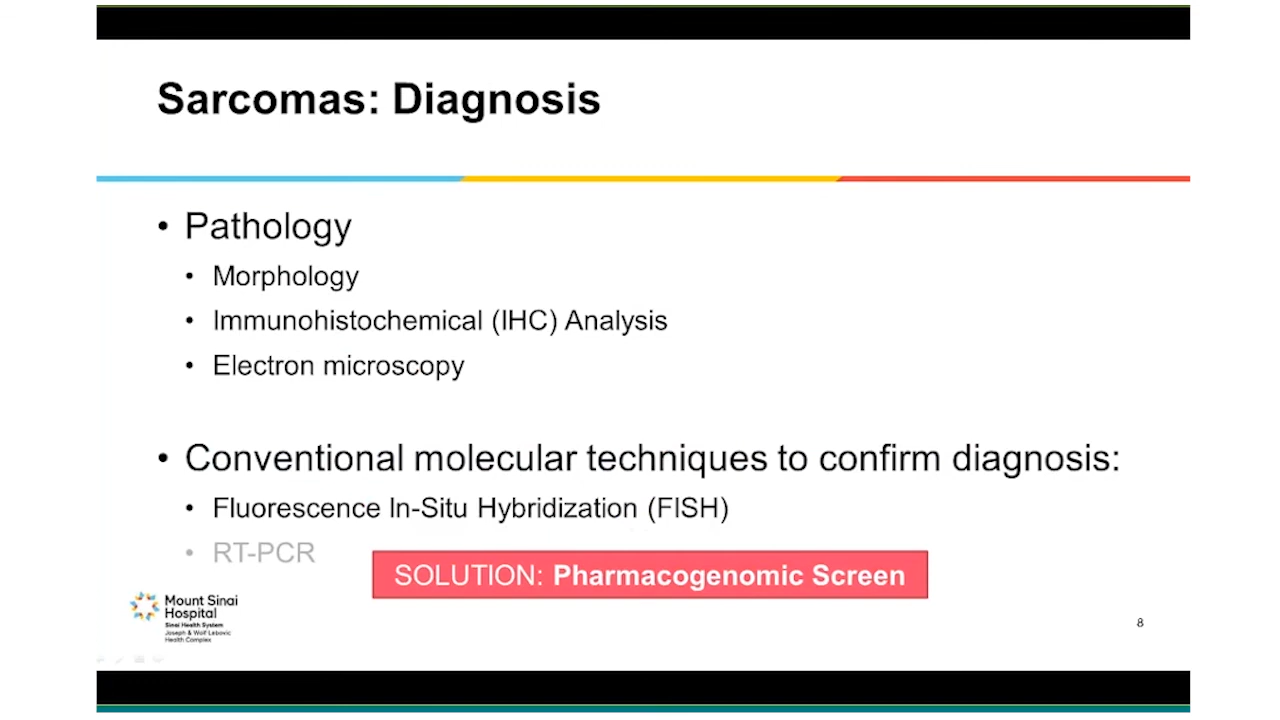 Sarcomas: Diagnosis
• Pathology
• Morphology
• Immunohistochemical (IHC) Analysis
• Electron microscopy
• Conventional molecular techniques to confirm diagnosis:
• Fluorescence In-Situ Hybridization (FISH)
• RT-PCR
SOLUTION: Pharmacogenomic Screen
Mount Sinai
Hospital
Sinai Health System
Joseph & Wolf Lebovic
Health Complex
8